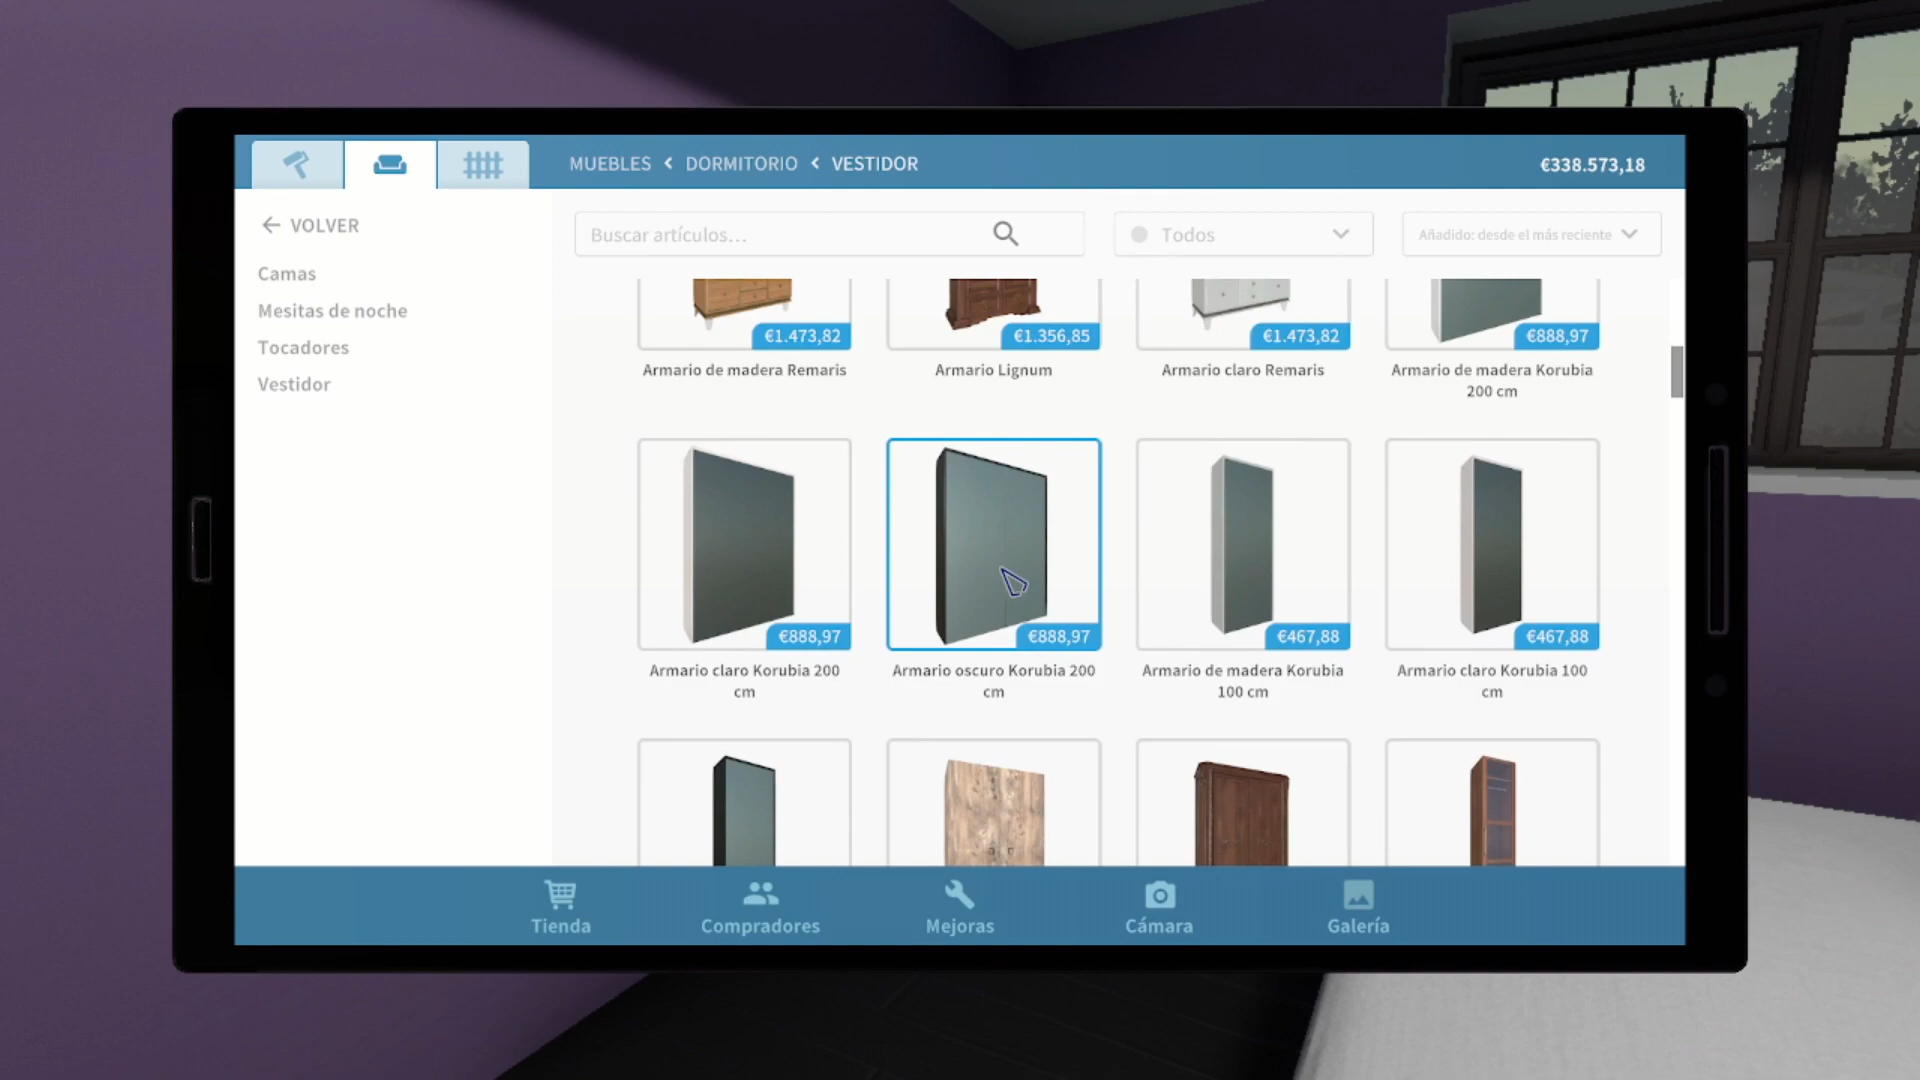 MUEBLES < DORMITORIO < VESTIDOR
€338.573,18
VOLVER
Camas
Mesitas de noche
Tocadores
Vestidor
Buscar artículos...
Todos
Añadido: desde el más reciente
€1.473,82
€1.356,85
€1.473,82
€888,97
Armario de madera Remaris
Armario Lignum
Armario claro Remaris
Armario de madera Korubia
200 cm
€888,97
€888,97
€467,88
€467,88
Armario claro Korubia 200
cm
Armario oscuro Korubia 200
cm
Armario de madera Korubia
100 cm
Armario claro Korubia 100
cm
Tienda
Compradores
Mejoras
Cámara
Galería